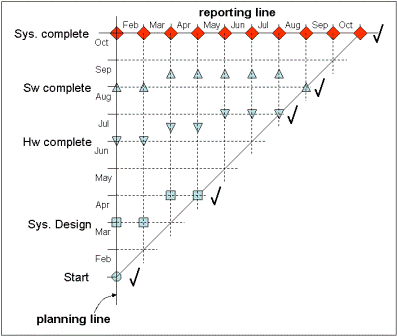 reporting line
Feb Mar Apr May Jun Jul Aug Sep Oct
Sys. complete
Oct
Sep
Sw complete
Aug
Jul
Hw complete
Jun
May
Apr
Sys. Design
Mar
Feb
Start
planning line